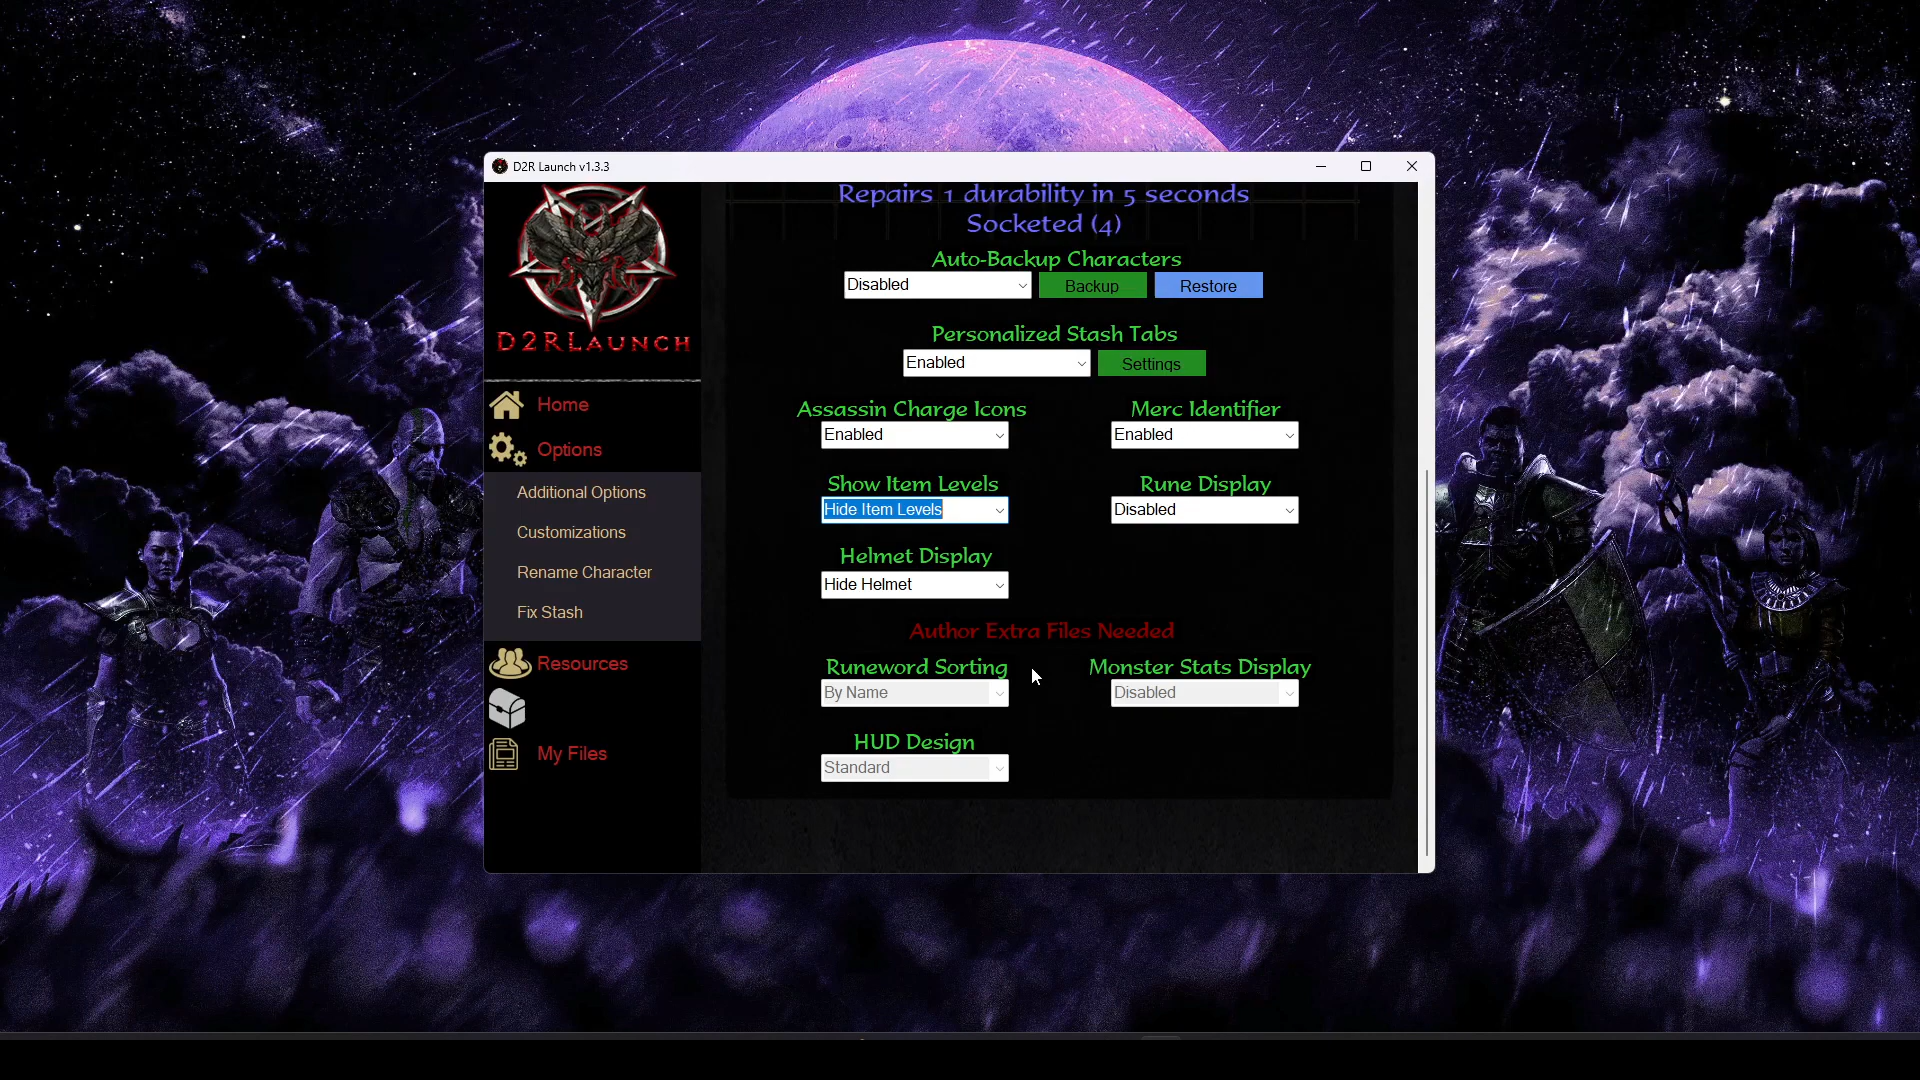 D2R Launch v1.3.3
D2RLAUNCH
Home
Options
Additional Options
Customizations
Rename Character
Fix Stash
Resources
My Files
Repairs 1 durability in 5 seconds
Socketed (4)
Auto-Backup Characters
Disabled Backup Restore
Personalized Stash Tabs
Enabled Settings
Assassin Charge Icons Merc Identifier
Enabled Enabled
Show Item Levels Rune Display
Hide Item Levels Disabled
Helmet Display
Hide Helmet
Author Extra Files Needed
Runeword Sorting Monster Stats Display
By Name Disabled
HUD Design
Standard